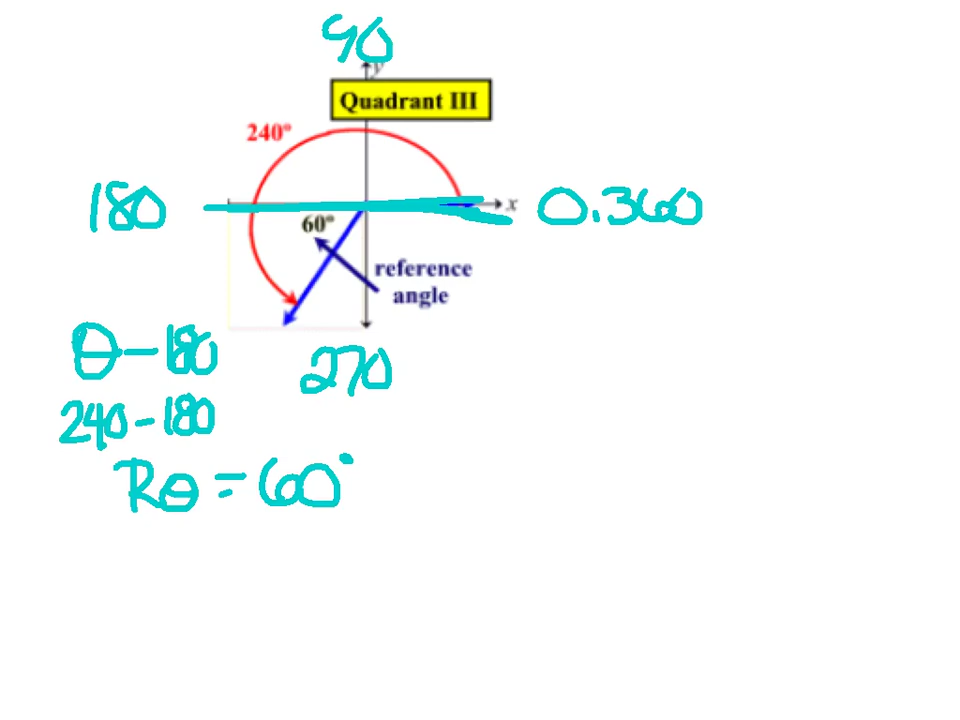 90
y
Quadrant III
240°
180
x
0.360
60°
reference
angle
θ-180
270
240-180
Rθ=60°